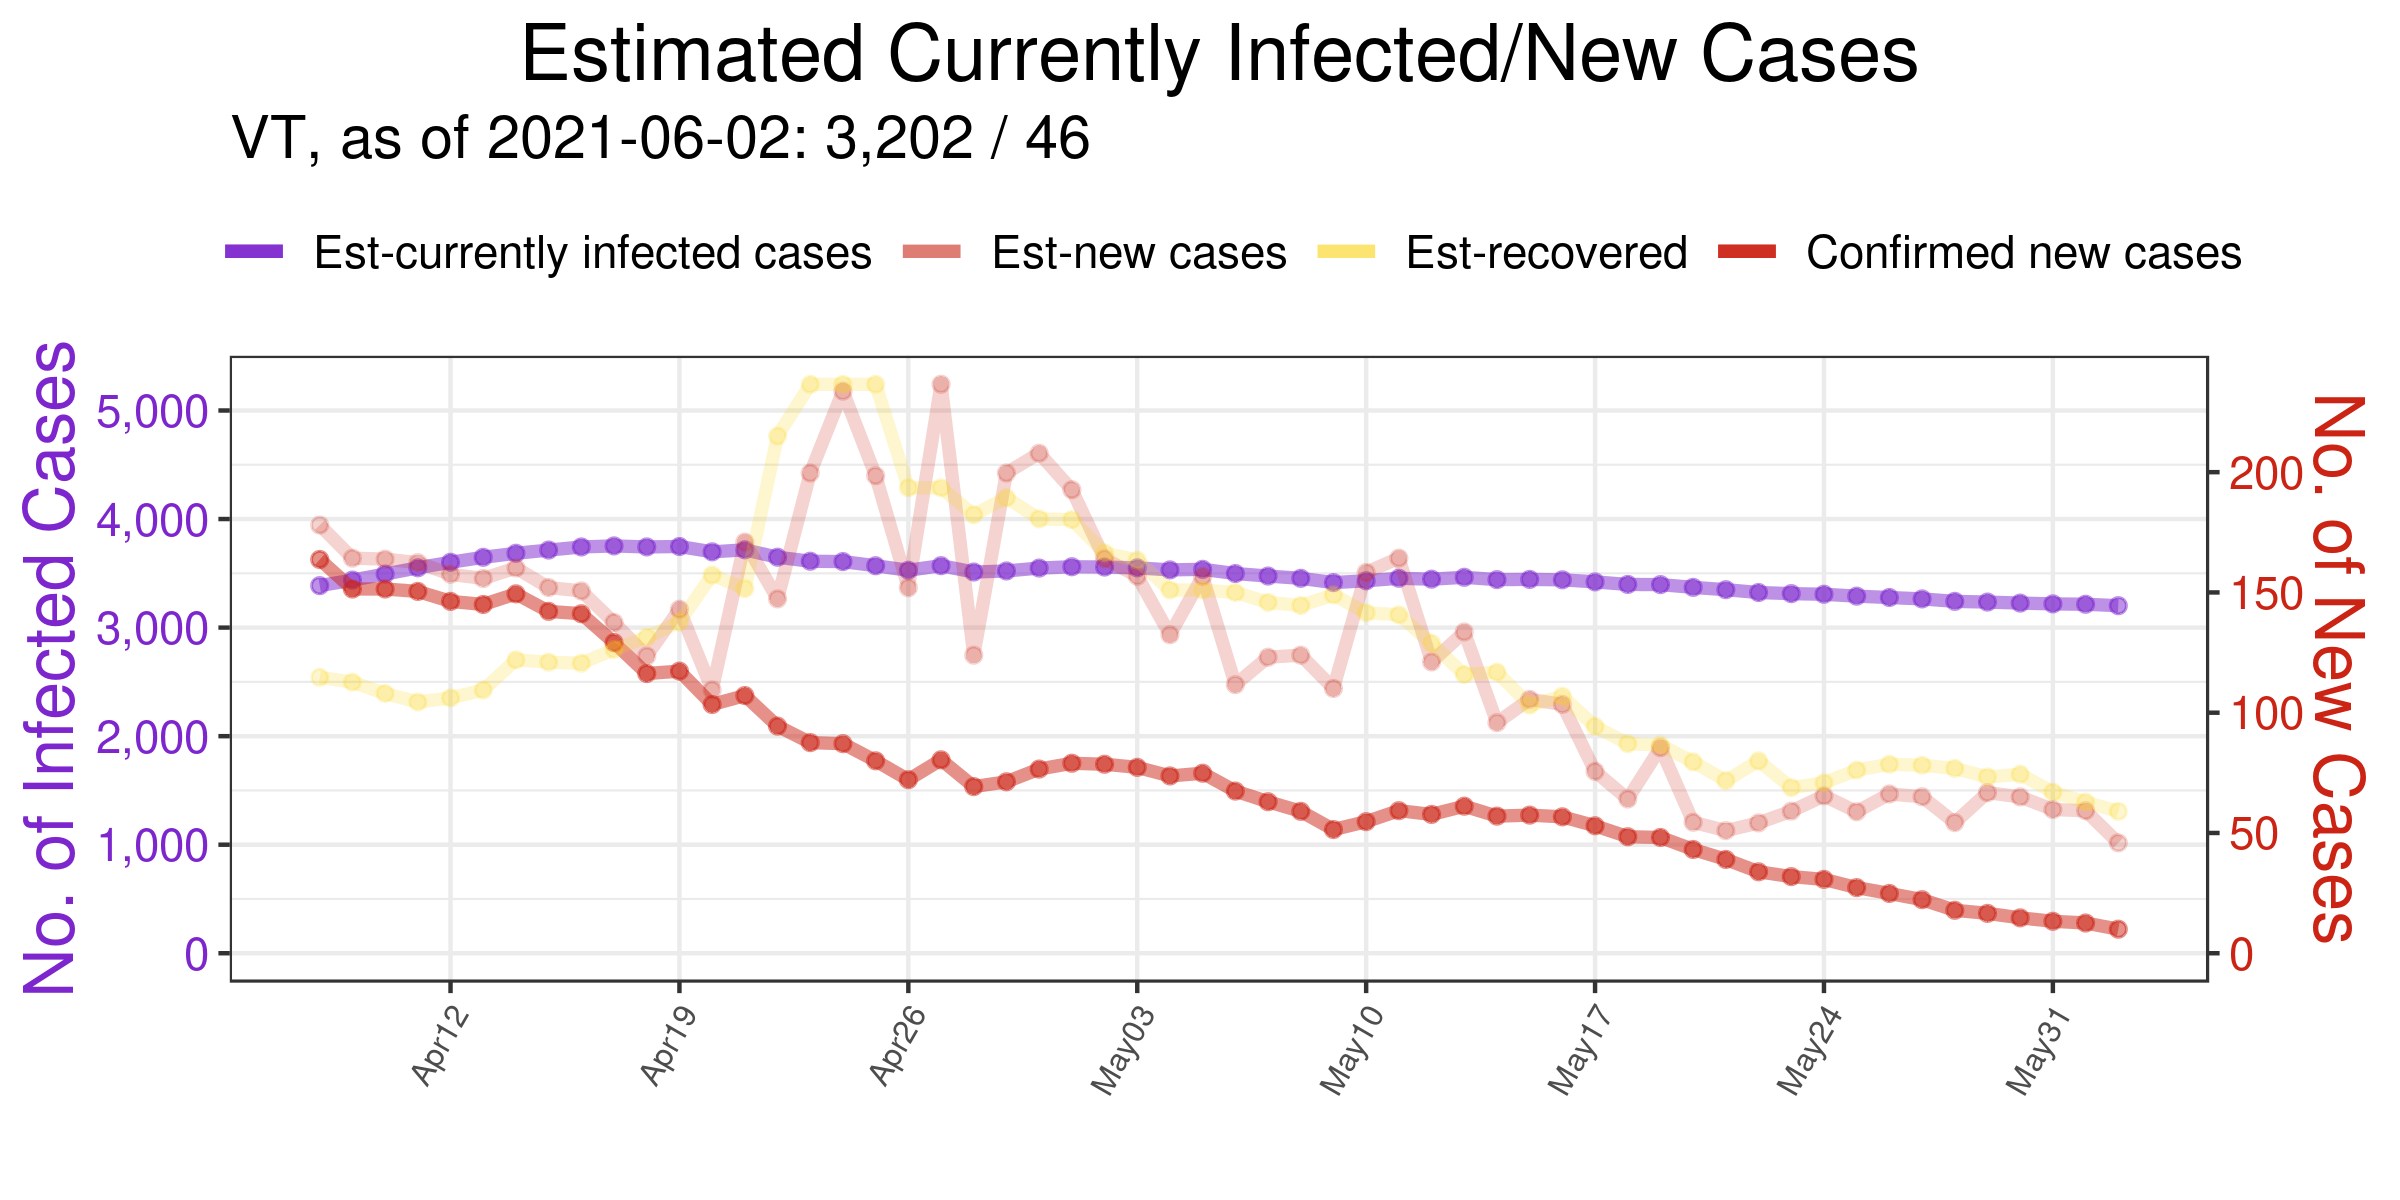 Estimated Currently Infected/New Cases
VT, as of 2021-06-02: 3,202 / 46
Est-currently infected cases Est-new cases Est-recovered Confirmed new cases
No. of Infected Cases
5,000
4,000
3,000
2,000
1,000
0
200
150
100
50
0
No. of New Cases
Apr12 Apr19 Apr26 May03 May10 May17 May24 May31